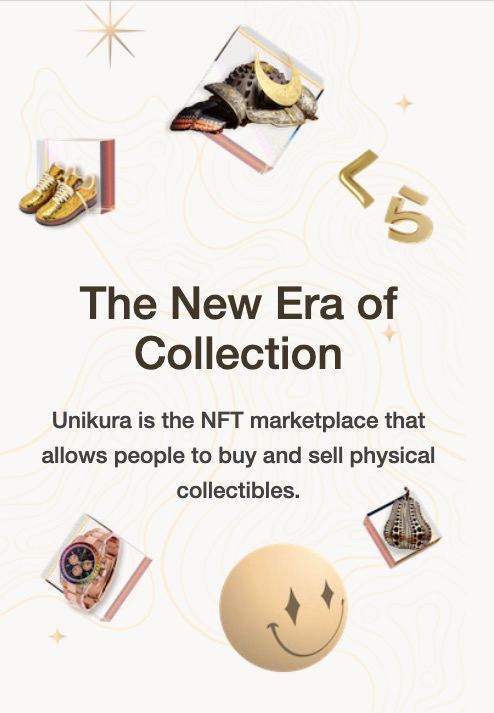 L5
The New Era of
Collection
Unikura is the NFT marketplace that
allows people to buy and sell physical
collectibles.